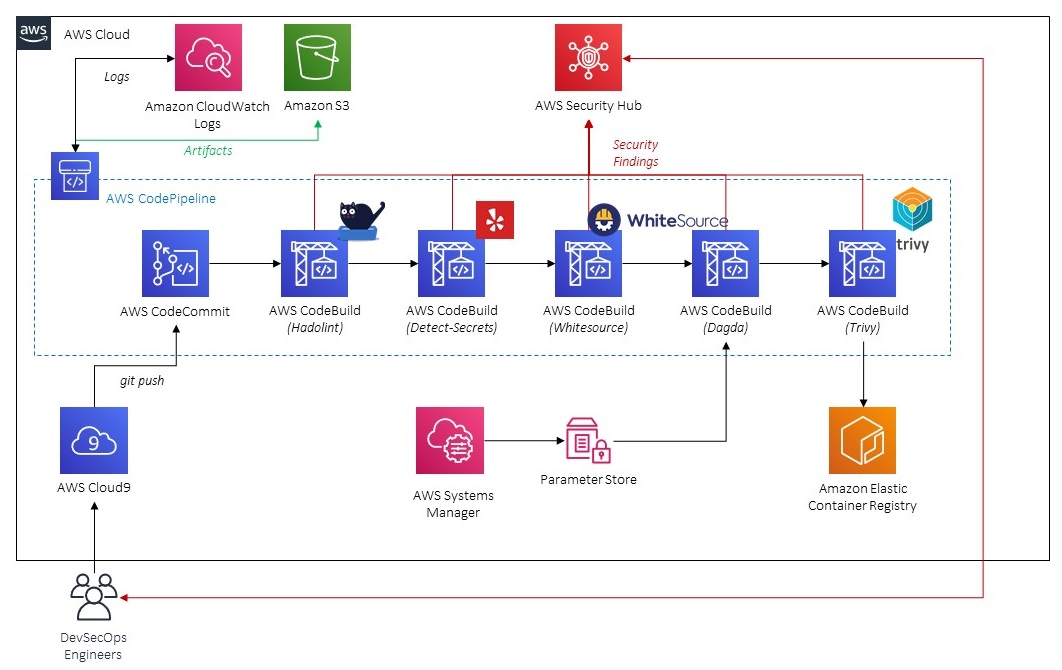 aws
AWS Cloud
Logs
Amazon CloudWatch
Logs
Amazon S3
AWS Security Hub
Artifacts
Security
Findings
AWS CodePipeline
WhiteSource
trivy
AWS CodeCommit
AWS CodeBuild
(Hadolint)
AWS CodeBuild
(Detect-Secrets)
AWS CodeBuild
(Whitesource)
AWS CodeBuild
(Dagda)
AWS CodeBuild
(Trivy)
git push
9
AWS Cloud9
AWS Systems
Manager
Parameter Store
Amazon Elastic
Container Registry
DevSecOps
Engineers